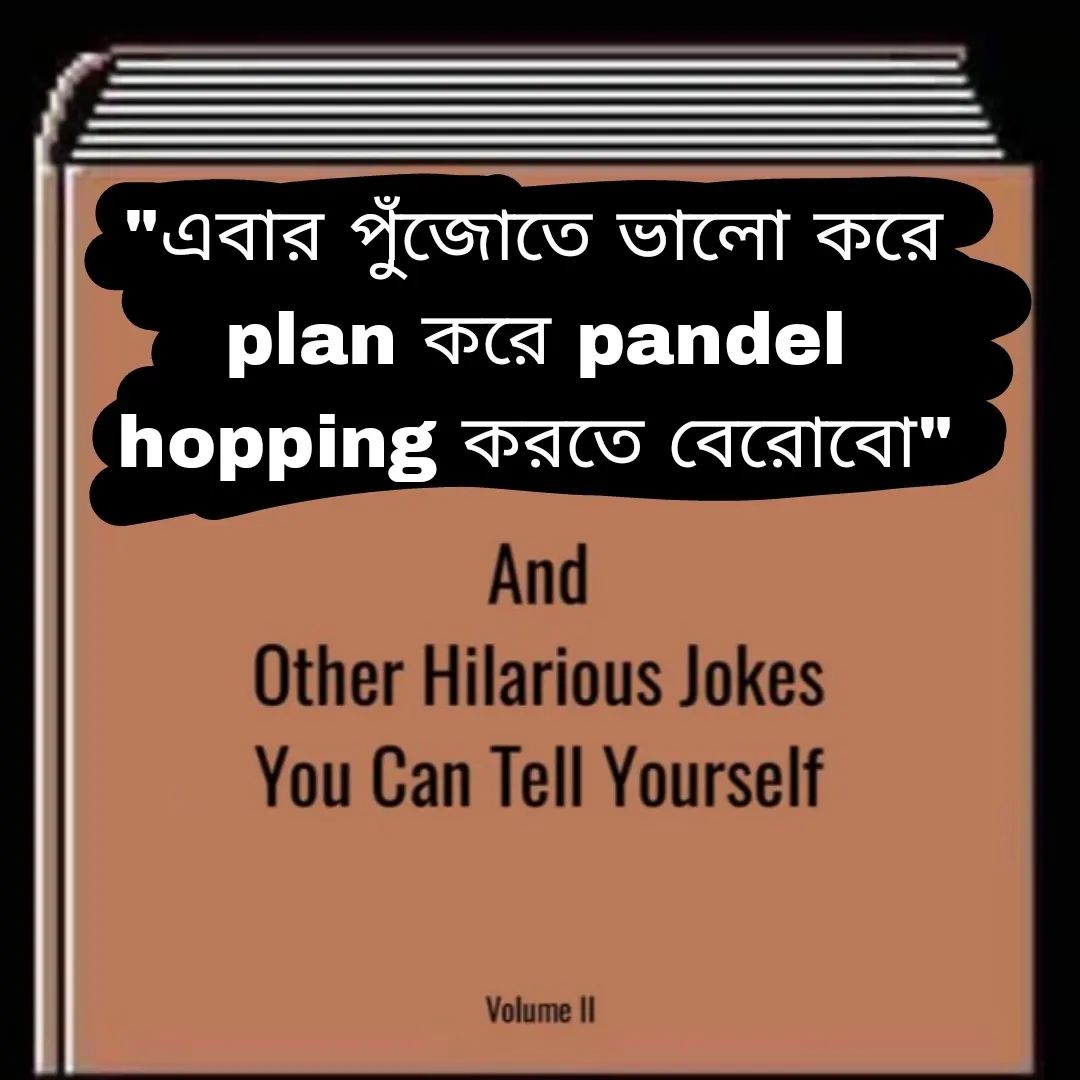 "এবার পুঁজোতে ভালো করে
plan করে pandel
hopping করতে বেরোবো"
And
Other Hilarious Jokes
You Can Tell Yourself
Volume II